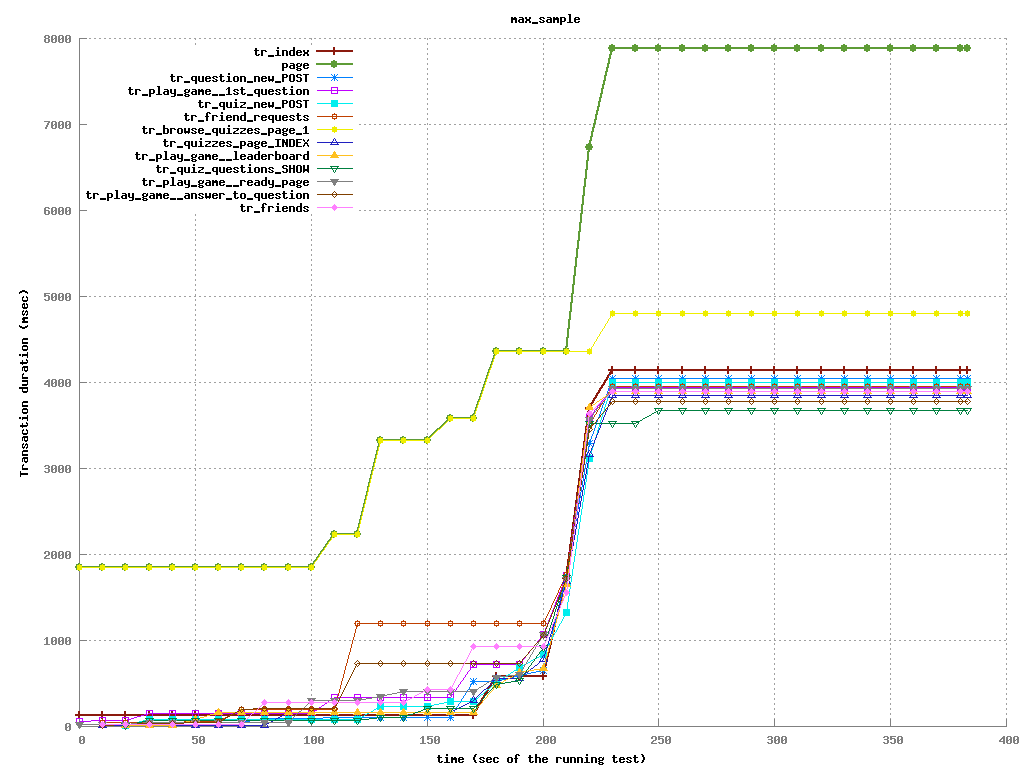 max_sample
8000
7000
6000
5000
4000
3000
2000
1000
0
Transaction duration (msec)
tr_index
page
tr_question_new_POST
tr_play_game__1st_question
tr_quiz_new_POST
tr_friend_requests
tr_browse_quizzes_page_1
tr_quizzes_page_INDEX
tr_play_game__leaderboard
tr_quiz_questions_SHOW
tr_play_game__ready_page
tr_play_game__answer_to_question
tr_friends
0 50 100 150 200 250 300 350 400
time (sec of the running test)